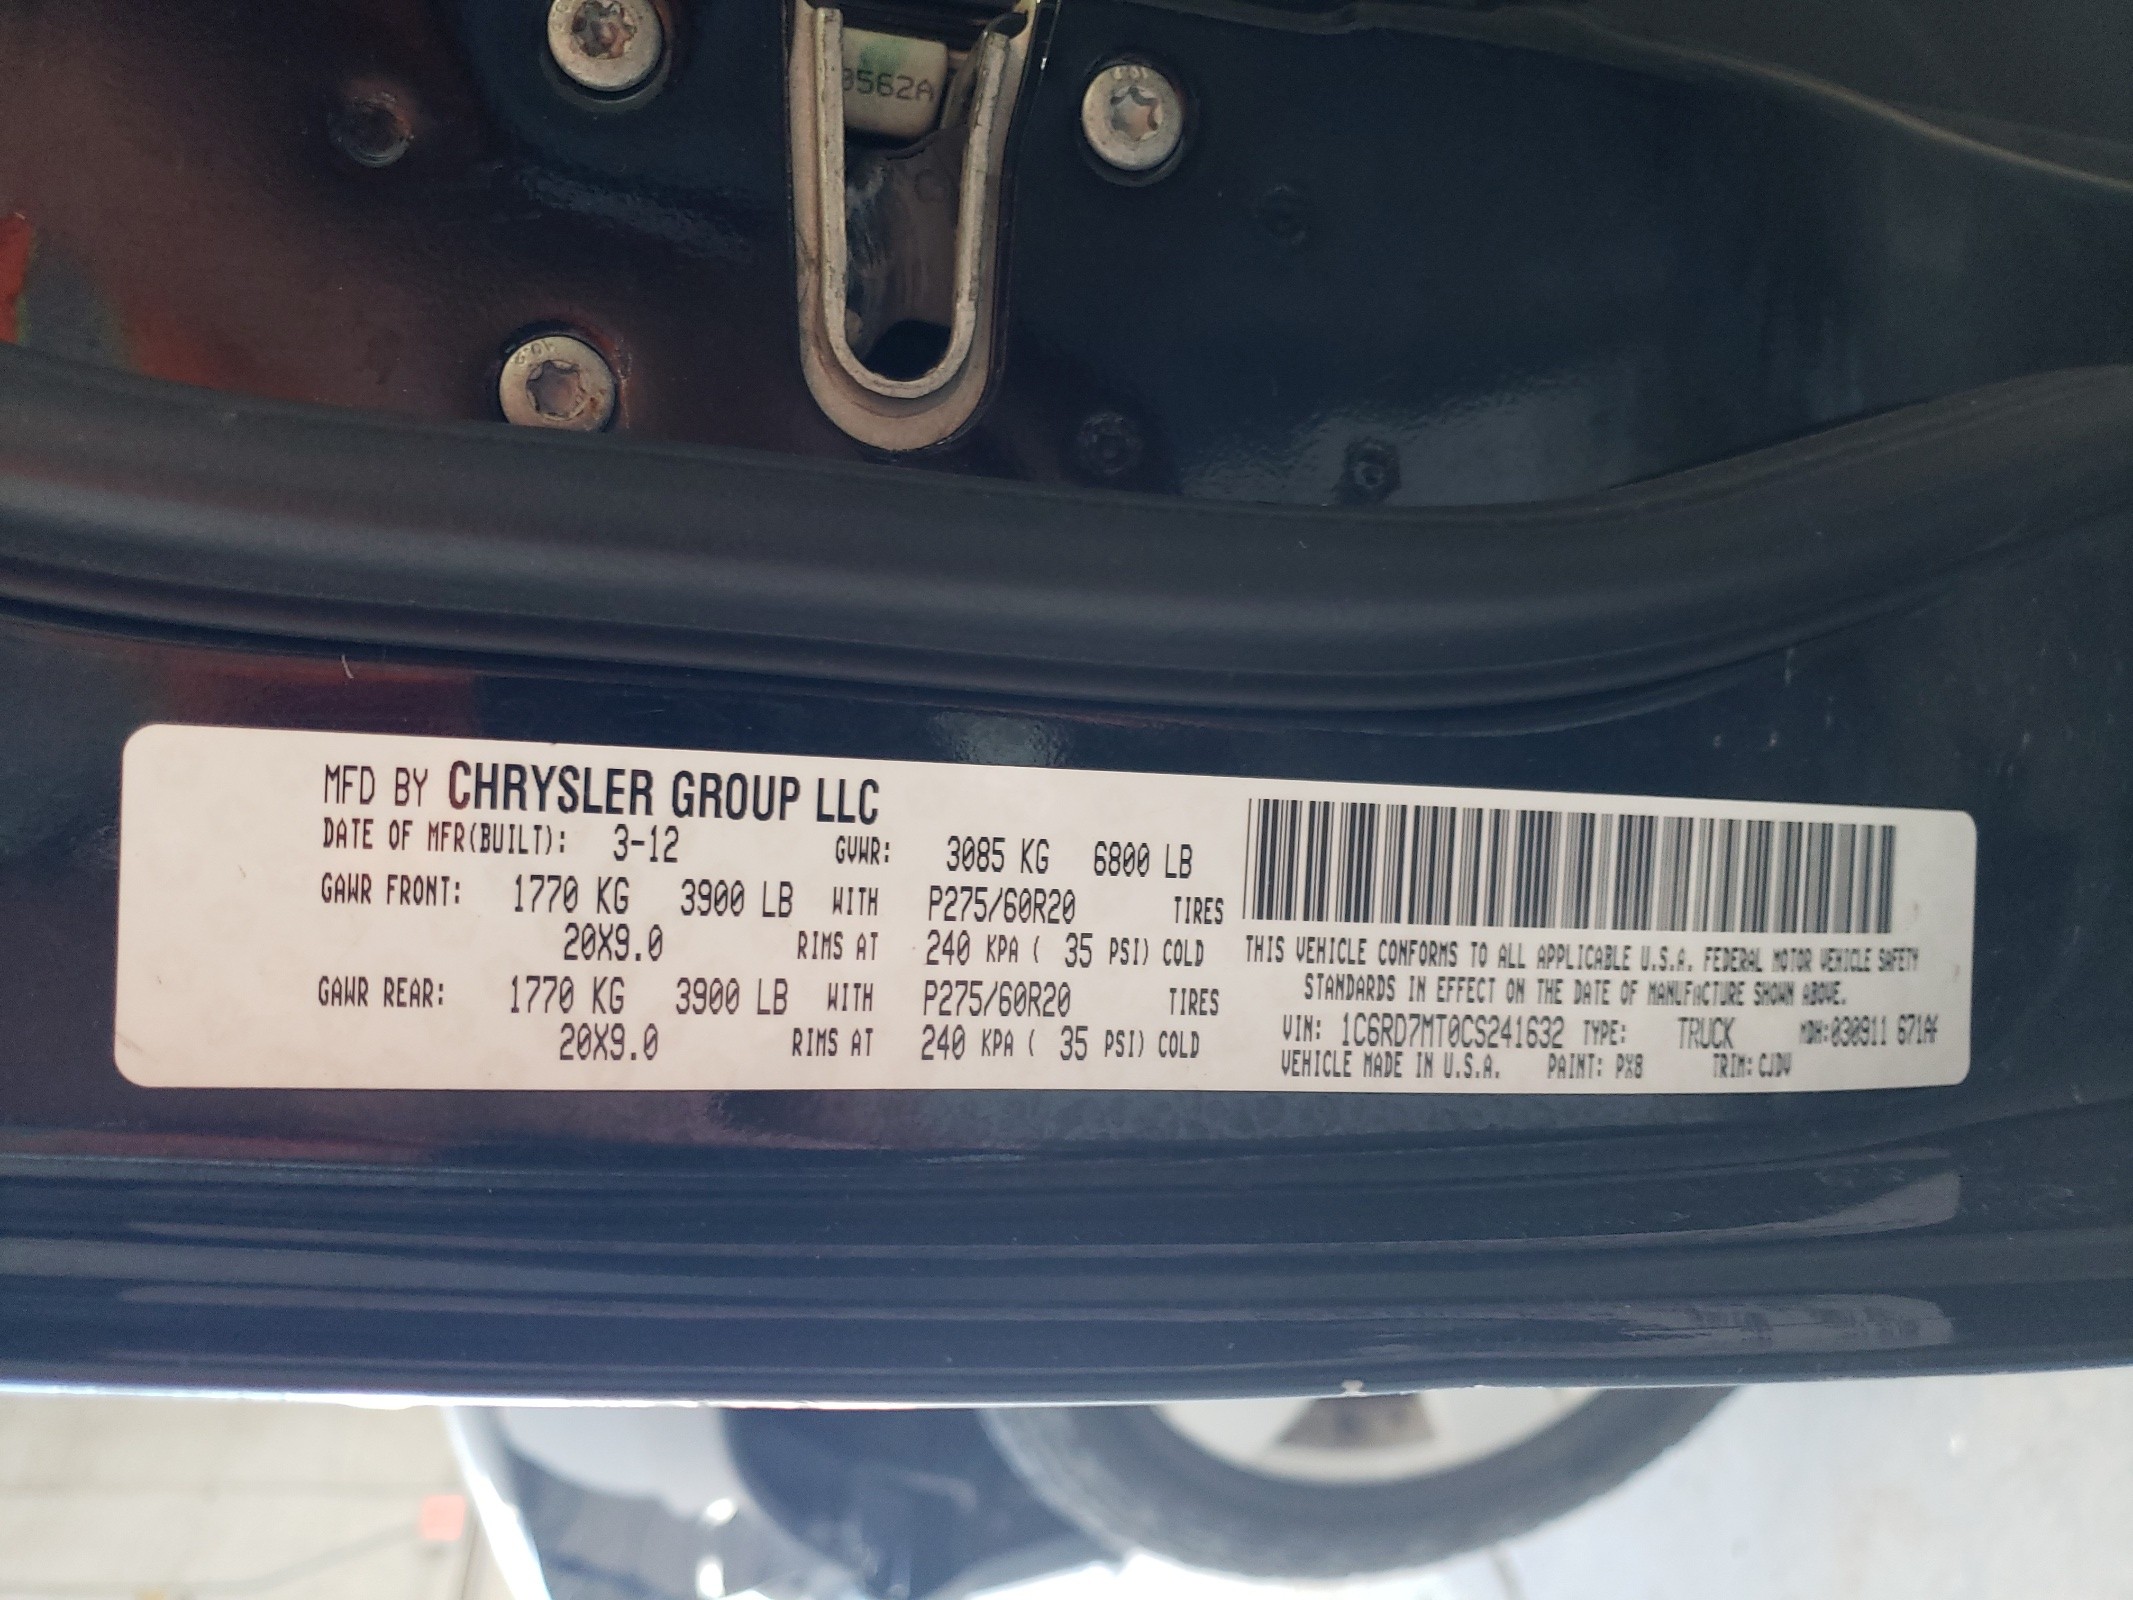 0562A
10.9
MFD BY CHRYSLER GROUP LLC
DATE OF MFR(BUILT): 3-12 GVWR: 3085 KG 6800 LB
GAWR FRONT: 1770 KG 3900 LB WITH P275/60R20 TIRES
20X9.0 RIMS AT 240 KPA ( 35 PSI) COLD
GAWR REAR: 1770 KG 3900 LB WITH P275/60R20 TIRES
20X9.0 RIMS AT 240 KPA ( 35 PSI) COLD
THIS VEHICLE CONFORMS TO ALL APPLICABLE U.S.A. FEDERAL MOTOR VEHICLE SAFETY
STANDARDS IN EFFECT ON THE DATE OF MANUFACTURE SHOWN ABOVE.
VIN: 1C6RD7MT0CS241632 TYPE: TRUCK MDH:030911 671AF
VEHICLE MADE IN U.S.A. PAINT: PX8 TRIM: CJDV